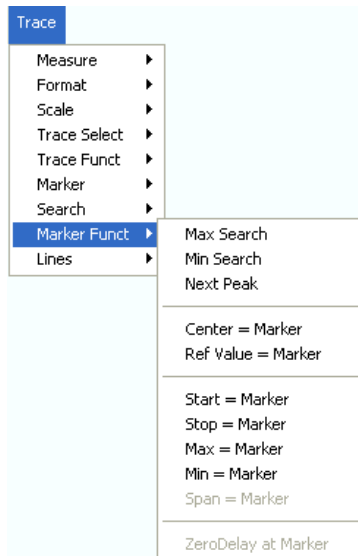 Trace
Measure
Format
Scale
Trace Select
Trace Funct
Marker
Search
Marker Funct
Lines
Max Search
Min Search
Next Peak
Center = Marker
Ref Value = Marker
Start = Marker
Stop = Marker
Max = Marker
Min = Marker
Span = Marker
ZeroDelay at Marker